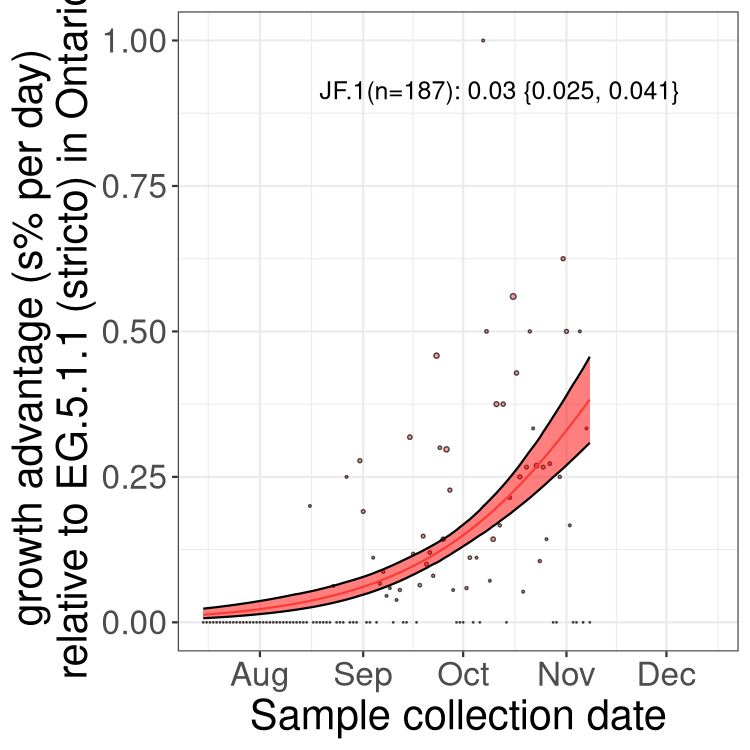 growth advantage (s% per day)
relative to EG.5.1.1 (stricto) in Ontario
1.00
0.75
0.50
0.25
0.00
JF.1(n=187): 0.03 {0.025, 0.041}
Aug Sep Oct Nov Dec
Sample collection date